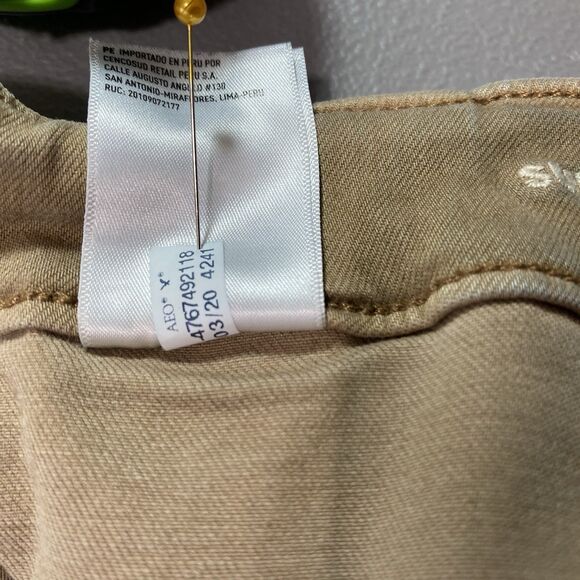 PE IMPORTADO EN PERU POR
CENCOSUD RETAIL PERU S.A.
CALLE AUGUSTO ANGULO #130
SAN ANTONIO-MIRAFLORES, LIMA-PERU
RUC: 20109072177
AEO® X®
4767492118
03/20 4241